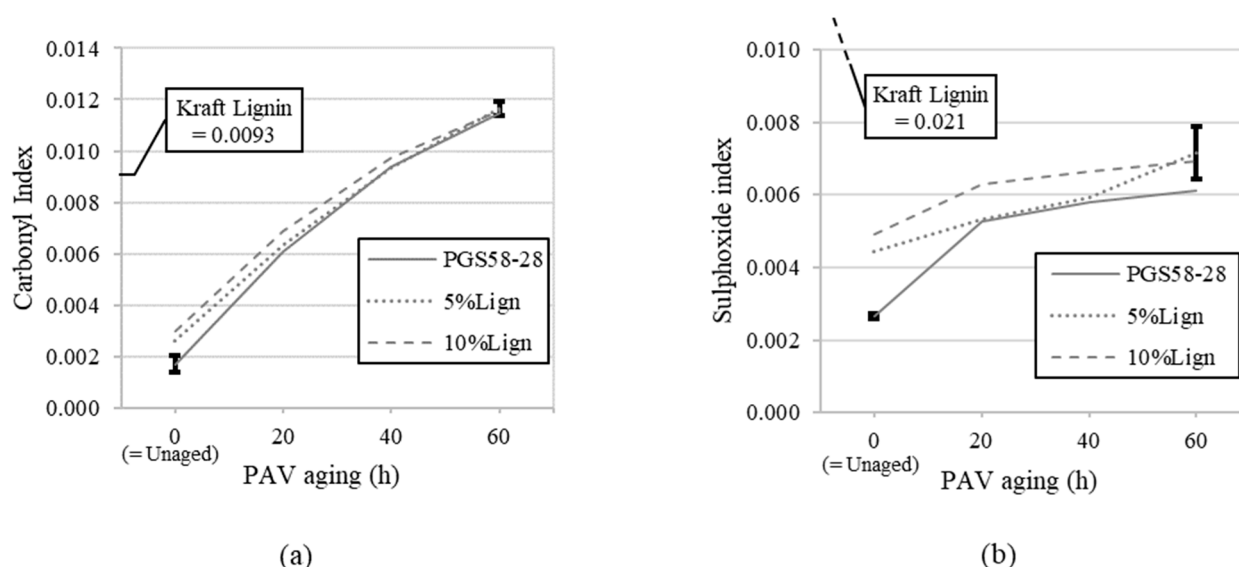 0.014
0.012
0.010
0.008
0.006
0.004
0.002
0.000
Carbonyl Index
Kraft Lignin
= 0.0093
PGS58-28
5%Lign
10%Lign
0
20
40
60
(= Unaged)
PAV aging (h)
(a)
0.010
0.008
0.006
0.004
0.002
0.000
Sulphoxide index
Kraft Lignin
= 0.021
PGS58-28
5%Lign
10%Lign
0
20
40
60
(= Unaged)
PAV aging (h)
(b)